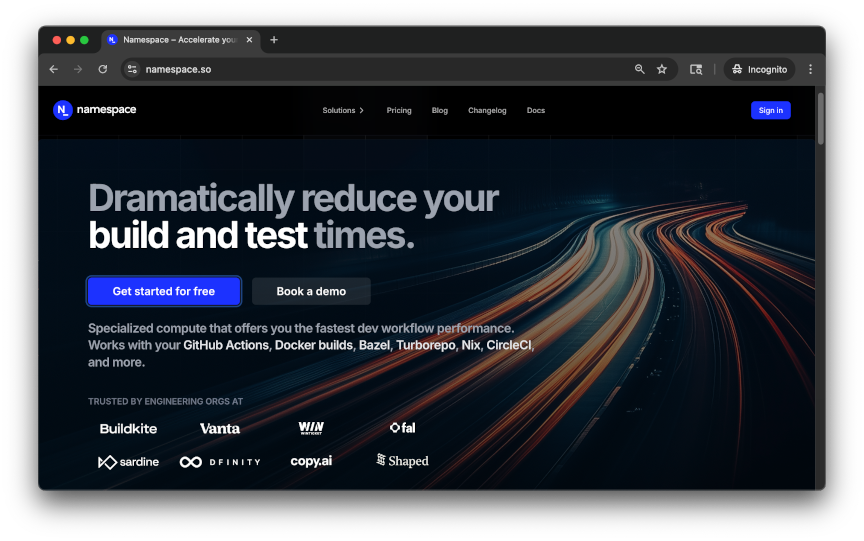 Namespace – Accelerate you
namespace.so
Incognito
N_ namespace
Solutions
Pricing
Blog
Changelog
Docs
Sign in
Dramatically reduce your
build and test times.
Get started for free
Book a demo
Specialized compute that offers you the fastest dev workflow performance.
Works with your GitHub Actions, Docker builds, Bazel, Turborepo, Nix, CircleCI,
and more.
TRUSTED BY ENGINEERING ORGS AT
Buildkite
Vanta
WIN
WINTICKET
fal
sardine
DFINITY
copy.ai
Shaped